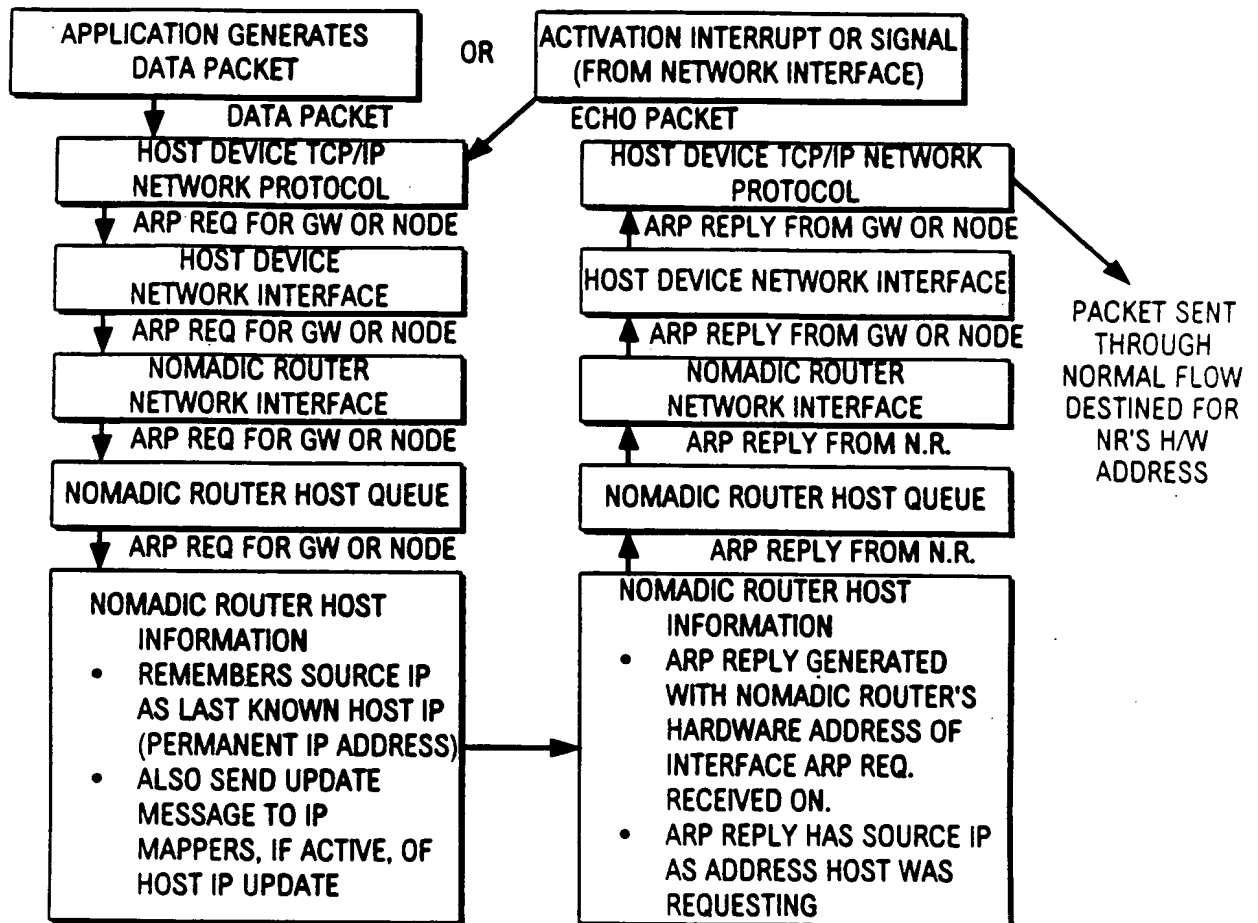 APPLICATION GENERATES
DATA PACKET
OR
ACTIVATION INTERRUPT OR SIGNAL
(FROM NETWORK INTERFACE)
DATA PACKET
ECHO PACKET
HOST DEVICE TCP/IP
NETWORK PROTOCOL
ARP REQ FOR GW OR NODE
HOST DEVICE
NETWORK INTERFACE
ARP REQ FOR GW OR NODE
NOMADIC ROUTER
NETWORK INTERFACE
ARP REQ FOR GW OR NODE
NOMADIC ROUTER HOST QUEUE
ARP REQ FOR GW OR NODE
NOMADIC ROUTER HOST
INFORMATION
• REMEMBERS SOURCE IP
AS LAST KNOWN HOST IP
(PERMANENT IP ADDRESS)
• ALSO SEND UPDATE
MESSAGE TO IP
MAPPERS, IF ACTIVE, OF
HOST IP UPDATE
HOST DEVICE TCP/IP NETWORK
PROTOCOL
ARP REPLY FROM GW OR NODE
HOST DEVICE NETWORK INTERFACE
ARP REPLY FROM GW OR NODE
NOMADIC ROUTER
NETWORK INTERFACE
ARP REPLY FROM N.R.
NOMADIC ROUTER HOST QUEUE
ARP REPLY FROM N.R.
NOMADIC ROUTER HOST
INFORMATION
• ARP REPLY GENERATED
WITH NOMADIC ROUTER'S
HARDWARE ADDRESS OF
INTERFACE ARP REQ.
RECEIVED ON.
• ARP REPLY HAS SOURCE IP
AS ADDRESS HOST WAS
REQUESTING
PACKET SENT
THROUGH
NORMAL FLOW
DESTINED FOR
NR'S H/W
ADDRESS